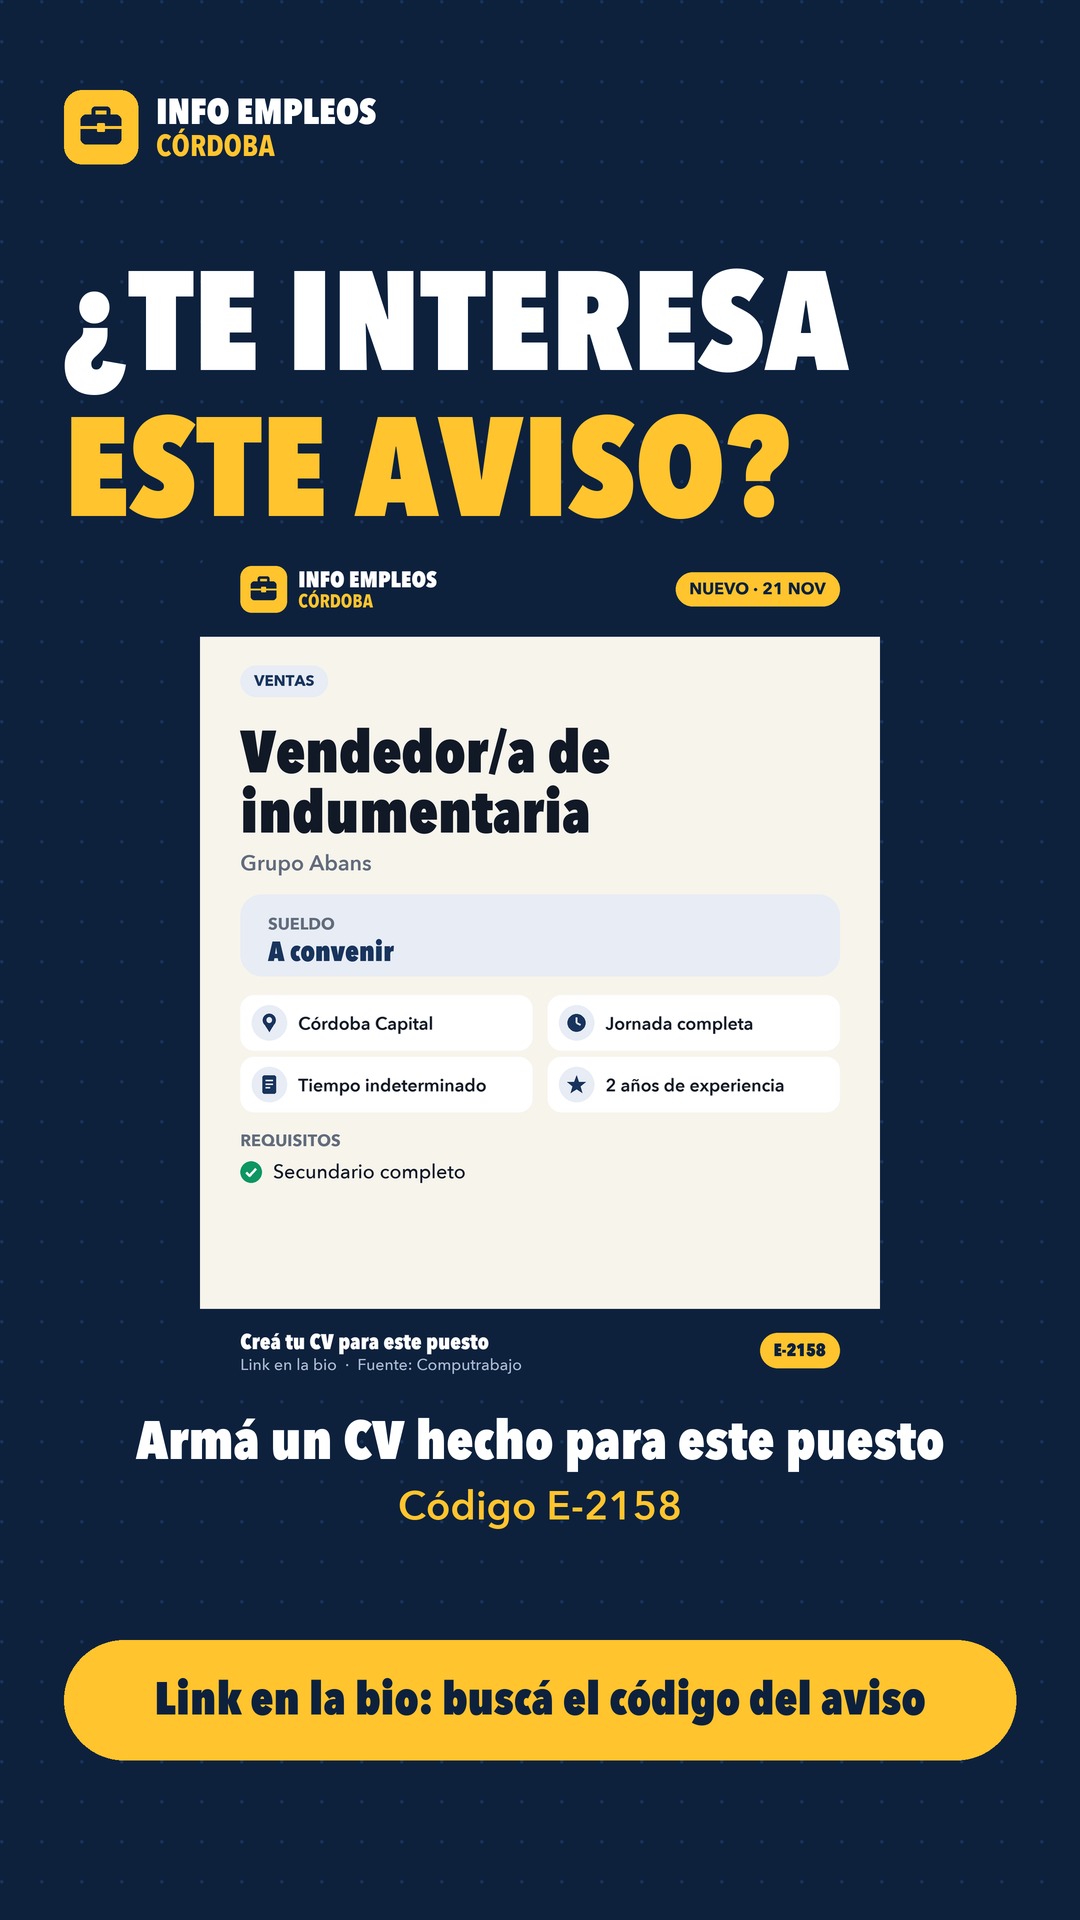 INFO EMPLEOS
CÓRDOBA
¿TE INTERESA
ESTE AVISO?
INFO EMPLEOS
CÓRDOBA
NUEVO · 21 NOV
VENTAS
Vendedor/a de
indumentaria
Grupo Abans
SUELDO
A convenir
Córdoba Capital
Jornada completa
Tiempo indeterminado
2 años de experiencia
REQUISITOS
Secundario completo
Creá tu CV para este puesto
Link en la bio · Fuente: Computrabajo
E-2158
Armá un CV hecho para este puesto
Código E-2158
Link en la bio: buscá el código del aviso